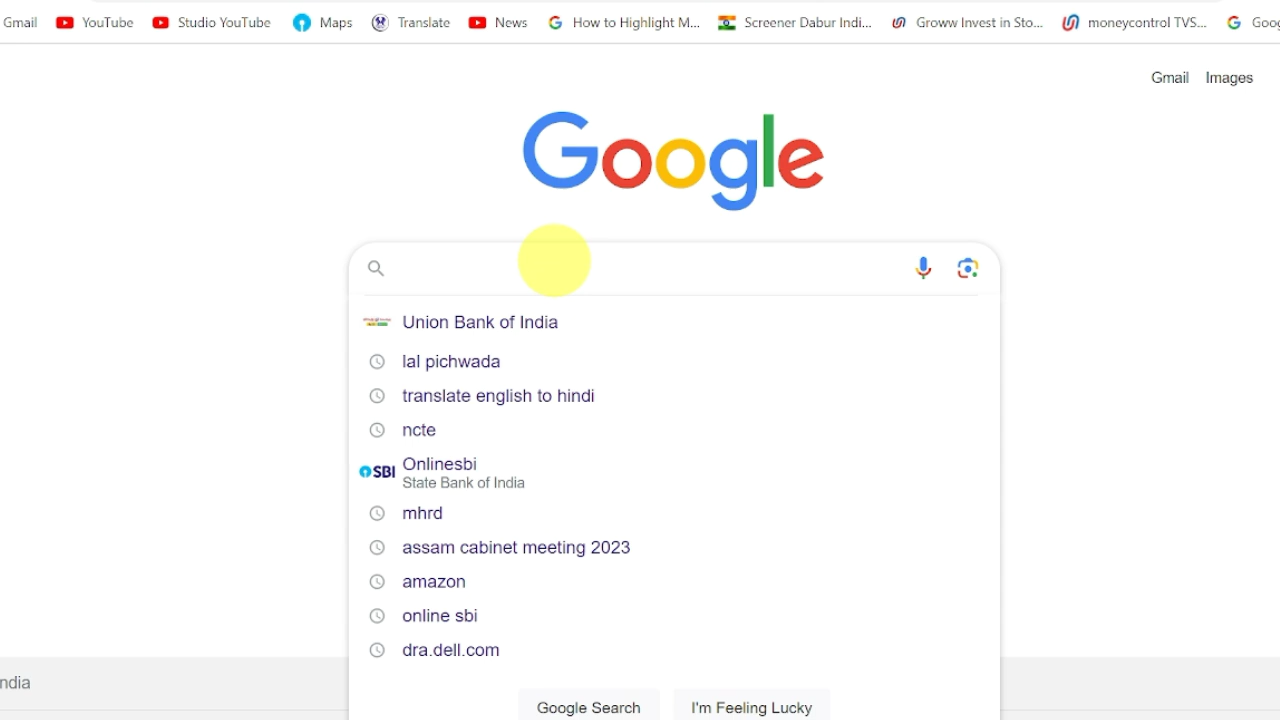 Gmail YouTube Studio YouTube Maps Translate News How to Highlight M... Screener Dabur Indi... Groww Invest in Sto... moneycontrol TVS... Goog
Gmail Images
Google
Union Bank of India
lal pichwada
translate english to hindi
ncte
SBI Onlinesbi
State Bank of India
mhrd
assam cabinet meeting 2023
amazon
online sbi
dra.dell.com
ndia
Google Search I'm Feeling Lucky